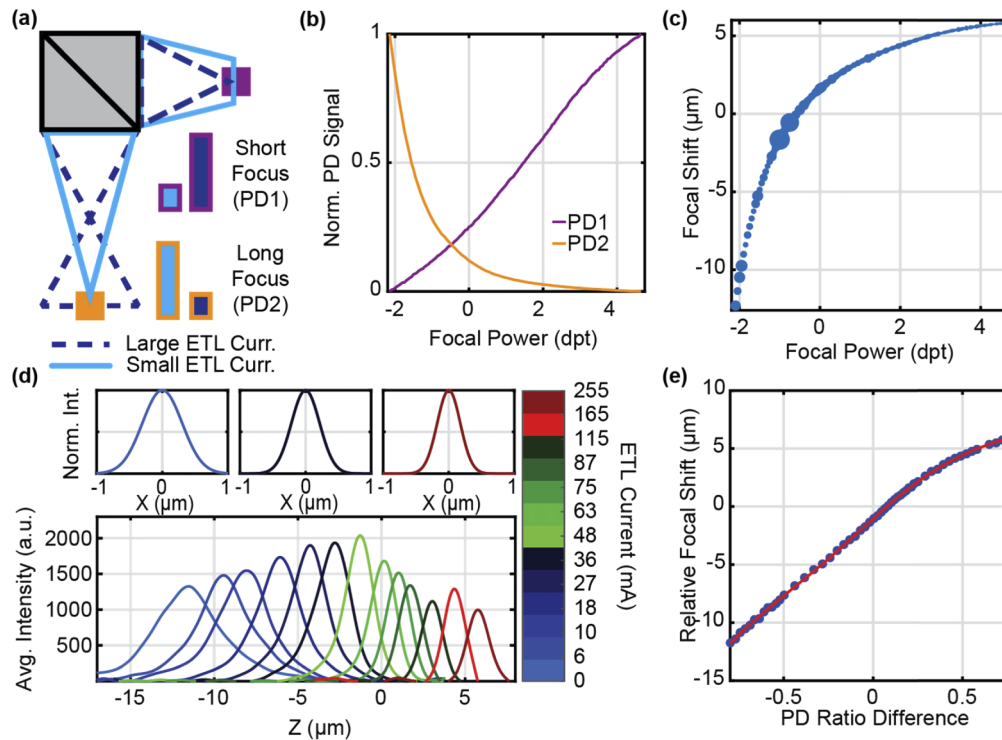 (a)
Short
Focus
(PD1)
Long
Focus
(PD2)
Large ETL Curr.
Small ETL Curr.
(b)
Norm. PD Signal
1
0.5
0
-2
0
2
4
Focal Power (dpt)
PD1
PD2
(c)
Focal Shift (µm)
5
0
-5
-10
-2
0
2
4
Focal Power (dpt)
(d)
Norm. Int.
-1 0 1
X (µm)
-1 0 1
X (µm)
-1 0 1
X (µm)
Avg. Intensity (a.u.)
2000
1500
1000
500
-15 -10 -5 0 5
Z (µm)
255
165
115
87
75
63
48
36
27
18
10
6
0
ETL Current (mA)
(e)
Relative Focal Shift (µm)
10
5
0
-5
-10
-15
-0.5 0 0.5
PD Ratio Difference